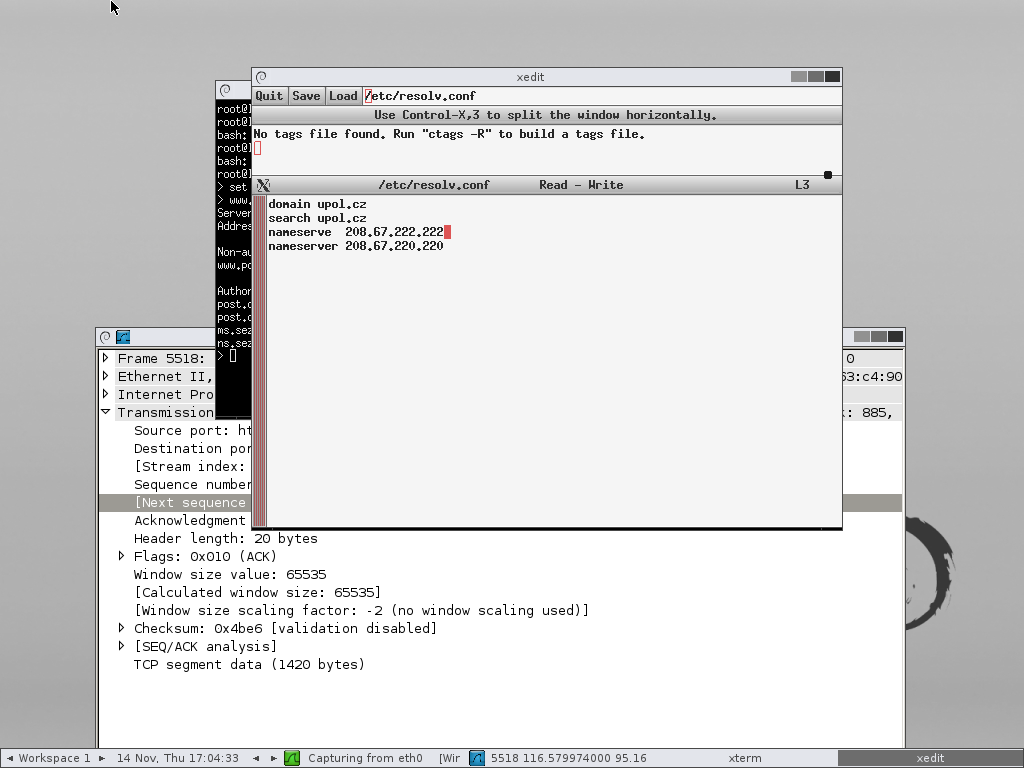 xedit
Quit Save Load /etc/resolv.conf
Use Control-X,3 to split the window horizontally.
No tags file found. Run "ctags -R" to build a tags file.
/etc/resolv.conf Read - Write L3
domain upol.cz
search upol.cz
nameserve  208.67.222.222
nameserver 208.67.220.220
bash:
bash:
> set
> www.
Server
Addres
Non-au
www.po
Author
post.c
post.c
ms.sez
ns.sez
>
Frame 5518: 0
Ethernet II, 63:c4:90
Internet Pro
Transmission k: 885,
Source port: ht
Destination por
[Stream index:
Sequence number
[Next sequence
Acknowledgment
Header length: 20 bytes
Flags: 0x010 (ACK)
Window size value: 65535
[Calculated window size: 65535]
[Window size scaling factor: -2 (no window scaling used)]
Checksum: 0x4be6 [validation disabled]
[SEQ/ACK analysis]
TCP segment data (1420 bytes)
Workspace 1 14 Nov, Thu 17:04:33 Capturing from eth0 [Wir 5518 116.579974000 95.16 xterm xedit